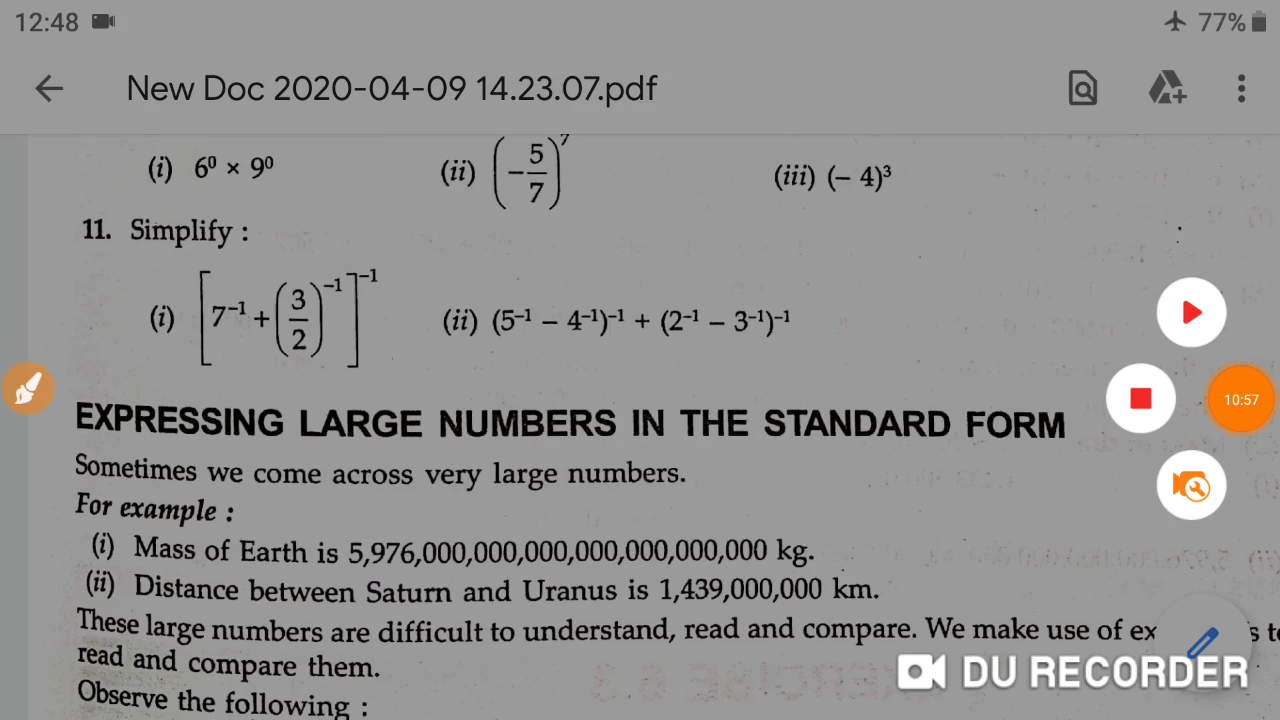 12:48 77%
New Doc 2020-04-09 14.23.07.pdf
(i) 6⁰ × 9⁰ (ii) (−5/7)⁷ (iii) (– 4)³
11. Simplify :
(i) [7⁻¹ + (3/2)⁻¹]⁻¹ (ii) (5⁻¹ – 4⁻¹)⁻¹ + (2⁻¹ – 3⁻¹)⁻¹
10:57
EXPRESSING LARGE NUMBERS IN THE STANDARD FORM
Sometimes we come across very large numbers.
For example :
(i) Mass of Earth is 5,976,000,000,000,000,000,000,000 kg.
(ii) Distance between Saturn and Uranus is 1,439,000,000 km.
These large numbers are difficult to understand, read and compare. We make use of
read and compare them.
Observe the following :
DU RECORDER